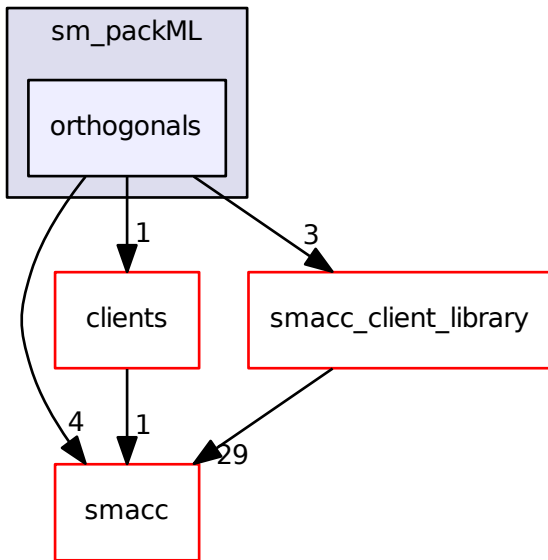 sm_packML
orthogonals
1
3
clients
smacc_client_library
4
1
29
smacc